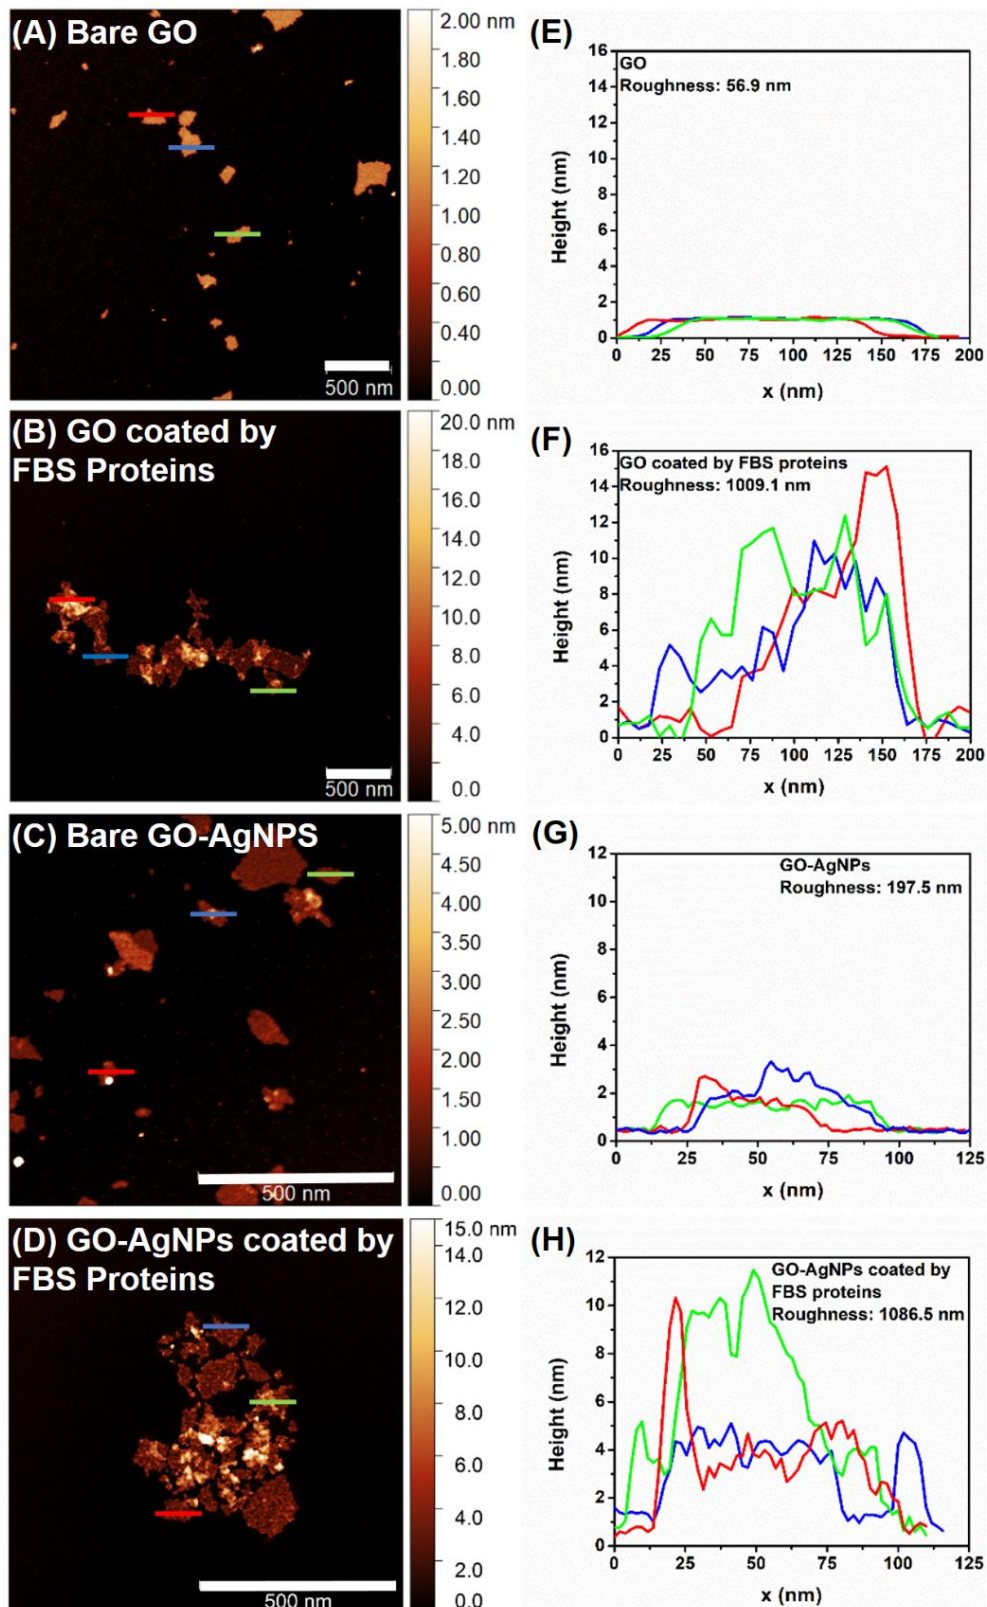 (A) Bare GO
2.00 nm
1.80
1.60
1.40
1.20
1.00
0.80
0.60
0.40
0.00
500 nm
(E)
GO
Roughness: 56.9 nm
16
14
12
10
8
6
4
2
0
Height (nm)
0 25 50 75 100 125 150 175 200
x (nm)
(B) GO coated by
FBS Proteins
20.0 nm
18.0
16.0
14.0
12.0
10.0
8.0
6.0
4.0
0.0
500 nm
(F)
GO coated by FBS proteins
Roughness: 1009.1 nm
16
14
12
10
8
6
4
2
0
Height (nm)
0 25 50 75 100 125 150 175 200
x (nm)
(C) Bare GO-AgNPS
5.00 nm
4.50
4.00
3.50
3.00
2.50
2.00
1.50
1.00
0.00
500 nm
(G)
GO-AgNPs
Roughness: 197.5 nm
12
10
8
6
4
2
0
Height (nm)
0 25 50 75 100 125
x (nm)
(D) GO-AgNPs coated by
FBS Proteins
15.0 nm
14.0
12.0
10.0
8.0
6.0
4.0
2.0
0.0
500 nm
(H)
GO-AgNPs coated by
FBS proteins
Roughness: 1086.5 nm
12
10
8
6
4
2
0
Height (nm)
0 25 50 75 100 125
x (nm)